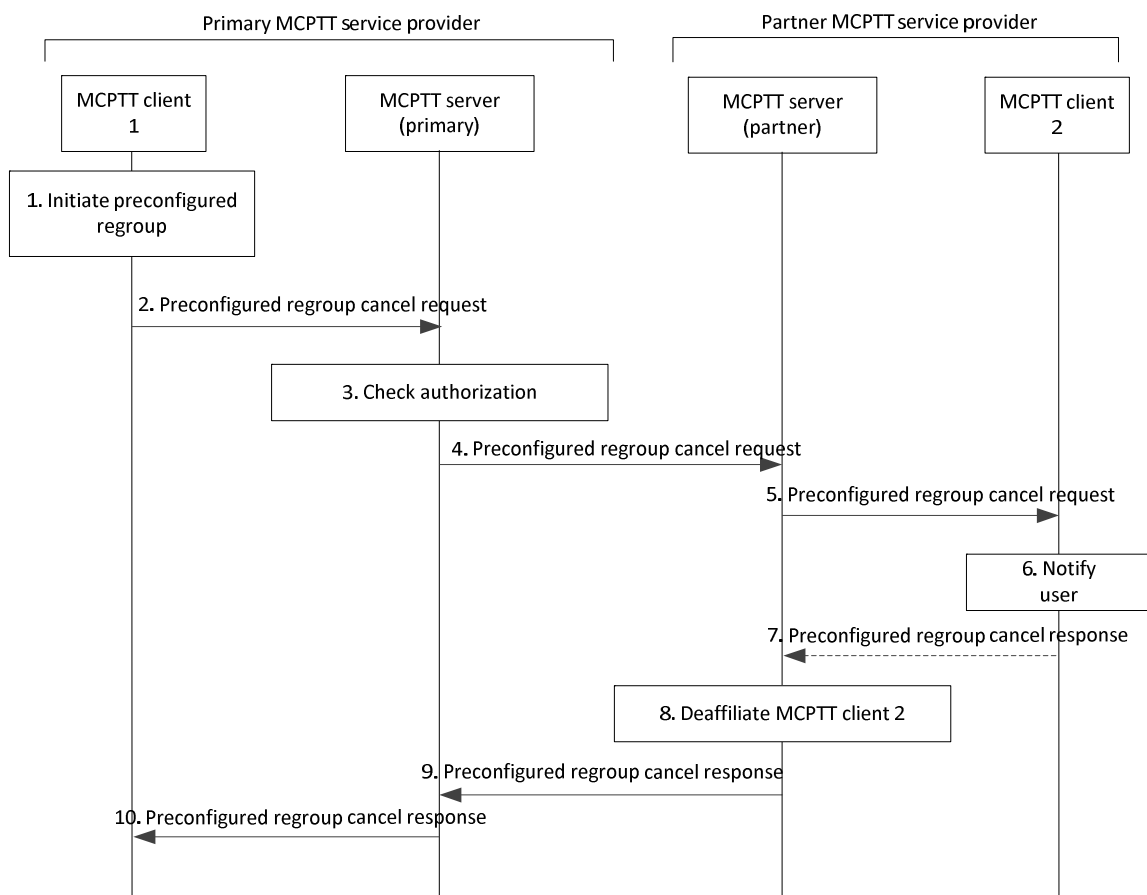 Primary MCPTT service provider
Partner MCPTT service provider
MCPTT client
1
MCPTT server
(primary)
MCPTT server
(partner)
MCPTT client
2
1. Initiate preconfigured
regroup
2. Preconfigured regroup cancel request
3. Check authorization
4. Preconfigured regroup cancel request
5. Preconfigured regroup cancel request
6. Notify
user
7. Preconfigured regroup cancel response
8. Deaffiliate MCPTT client 2
9. Preconfigured regroup cancel response
10. Preconfigured regroup cancel response